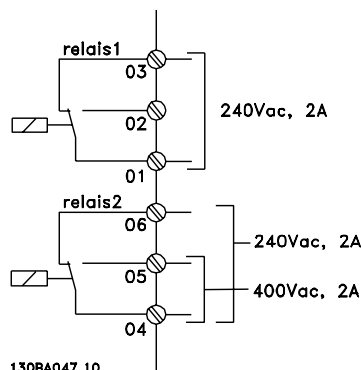 relais1
03
02
240Vac, 2A
01
relais2
06
240Vac, 2A
05
400Vac, 2A
04
130BA047.10